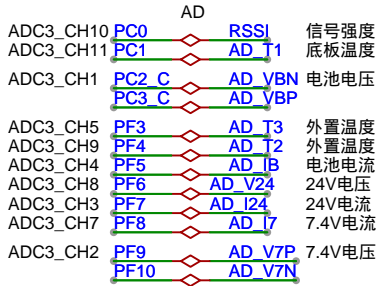 AD
ADC3_CH10 PC0 RSSI 信号强度
ADC3_CH11 PC1 AD_T1 底板温度
ADC3_CH1 PC2_C AD_VBN 电池电压
PC3_C AD_VBP
ADC3_CH5 PF3 AD_T3 外置温度
ADC3_CH9 PF4 AD_T2 外置温度
ADC3_CH4 PF5 AD_IB 电池电流
ADC3_CH8 PF6 AD_V24 24V电压
ADC3_CH3 PF7 AD_I24 24V电流
ADC3_CH7 PF8 AD_I7 7.4V电流
ADC3_CH2 PF9 AD_V7P 7.4V电压
PF10 AD_V7N